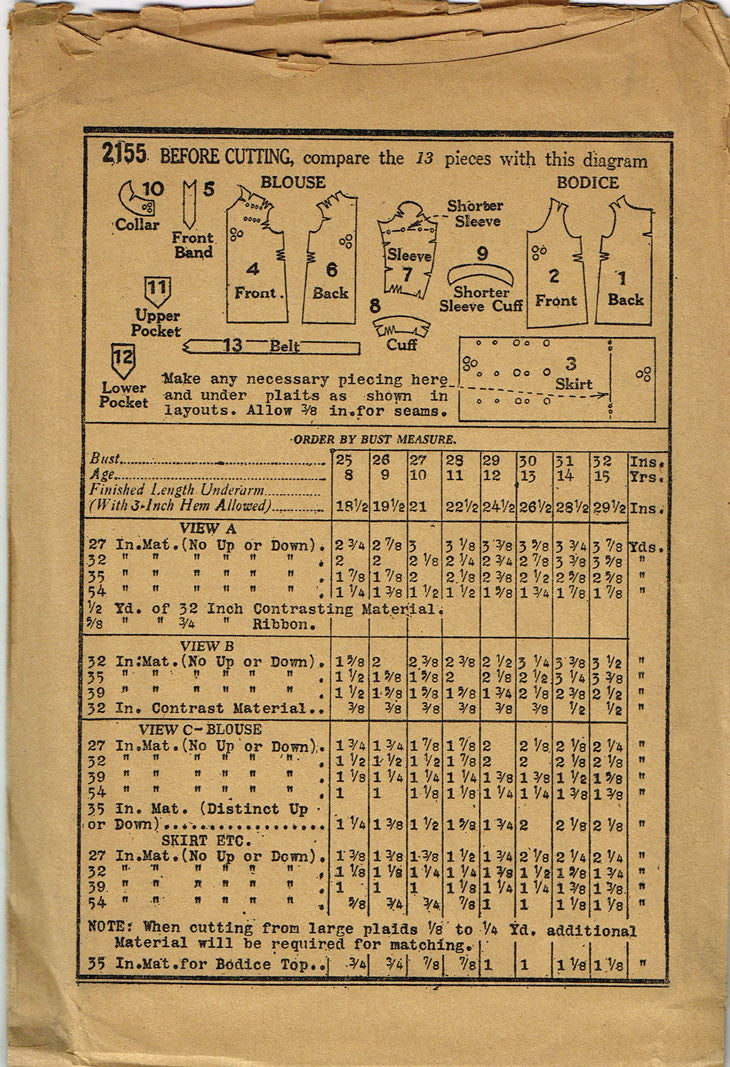 2155 BEFORE CUTTING, compare the 13 pieces with this diagram
BLOUSE BODICE
10 Collar
5 Front Band
4 Front.
6 Back
Shorter Sleeve
Sleeve 7
9 Shorter Sleeve Cuff
8 Cuff
2 Front
1 Back
11 Upper Pocket
12 Lower Pocket
13 Belt
3 Skirt
Make any necessary piecing here
and under plaits as shown in
layouts. Allow 3/8 in. for seams.
ORDER BY BUST MEASURE.
Bust 25 26 27 28 29 30 31 32 Ins.
Age 8 9 10 11 12 13 14 15 Yrs.
Finished Length Underarm
(With 3-Inch Hem Allowed) 18½ 19½ 21 22½ 24½ 26½ 28½ 29½ Ins.
VIEW A
27 In.Mat.(No Up or Down). 2 3/4 2 7/8 3 3 1/8 3 3/8 3 5/8 3 3/4 3 7/8 Yds.
32 " " " " " . 2 2 2 1/8 2 1/4 2 3/4 2 7/8 3 3/8 3 5/8 "
35 " " " " " . 1 7/8 1 7/8 2 2 1/8 2 3/8 2 1/2 2 5/8 2 5/8 "
54 " " " " " . 1 1/4 1 3/8 1 1/2 1 1/2 1 5/8 1 3/4 1 7/8 1 7/8 "
½ Yd. of 32 Inch Contrasting Material.
5/8 " " 3/4 " Ribbon.
VIEW B
32 In.Mat.(No Up or Down). 1 5/8 2 2 3/8 2 3/8 2 1/2 3 1/4 3 3/8 3 1/2 "
35 " " " " " . 1 1/2 1 5/8 1 5/8 2 2 1/8 2 1/2 3 1/4 3 3/8 "
39 " " " " " . 1 1/2 1 5/8 1 5/8 1 5/8 1 3/4 2 1/8 2 3/8 2 1/2 "
32 In. Contrast Material.. 3/8 3/8 3/8 3/8 3/8 3/8 1/2 1/2 "
VIEW C-BLOUSE
27 In.Mat.(No Up or Down). 1 3/4 1 3/4 1 7/8 1 7/8 2 2 1/8 2 1/8 2 1/4 "
32 " " " " " . 1 1/2 1 1/2 1 1/2 1 7/8 2 2 2 1/8 2 1/8 "
39 " " " " " . 1 1/8 1 1/4 1 1/4 1 1/4 1 3/8 1 3/8 1 1/2 1 5/8 "
54 " " " " " . 1 1 1 1/8 1 1/8 1 1/4 1 1/4 1 3/8 1 3/8 "
35 In. Mat. (Distinct Up
or Down).................. 1 1/4 1 3/8 1 1/2 1 5/8 1 3/4 2 2 1/8 2 1/8 "
SKIRT ETC.
27 In.Mat.(No Up or Down). 1 3/8 1 3/8 1 3/8 1 1/2 1 3/4 2 1/8 2 1/4 2 1/4 "
32 " " " " " . 1 1/8 1 1/8 1 1/4 1 1/4 1 3/8 1 1/2 1 5/8 1 3/4 "
39 " " " " " . 1 1 1 1 1/8 1 1/4 1 1/4 1 3/8 1 3/8 "
54 " " " " " . 5/8 3/4 3/4 7/8 1 1 1 1/8 1 1/8 "
NOTE: When cutting from large plaids 1/8 to 1/4 Yd. additional
Material will be required for matching.
35 In.Mat.for Bodice Top.. 3/4 3/4 7/8 7/8 1 1 1 1/8 1 1/8 "